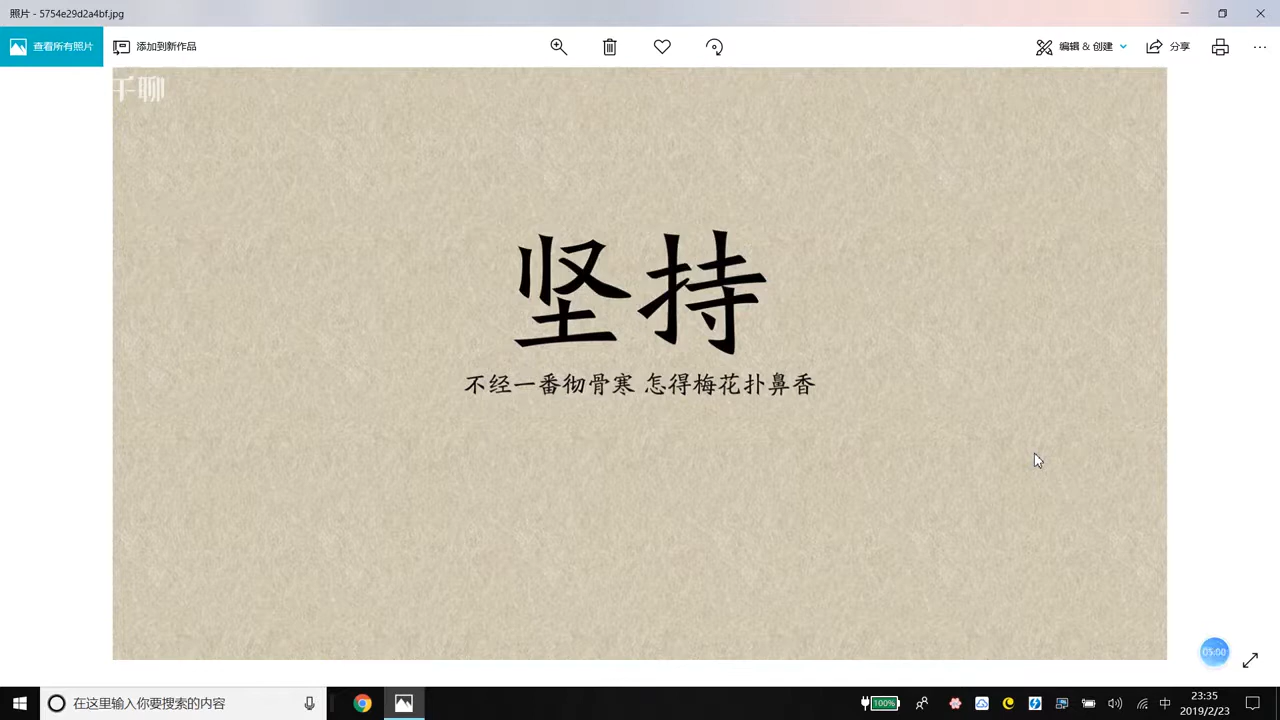 照片 - 5754e29d2a4bf.jpg
查看所有照片
添加到新作品
编辑 & 创建
分享
千聊
坚持
不经一番彻骨寒 怎得梅花扑鼻香
05:00
在这里输入你要搜索的内容
100%
中
23:35
2019/2/23